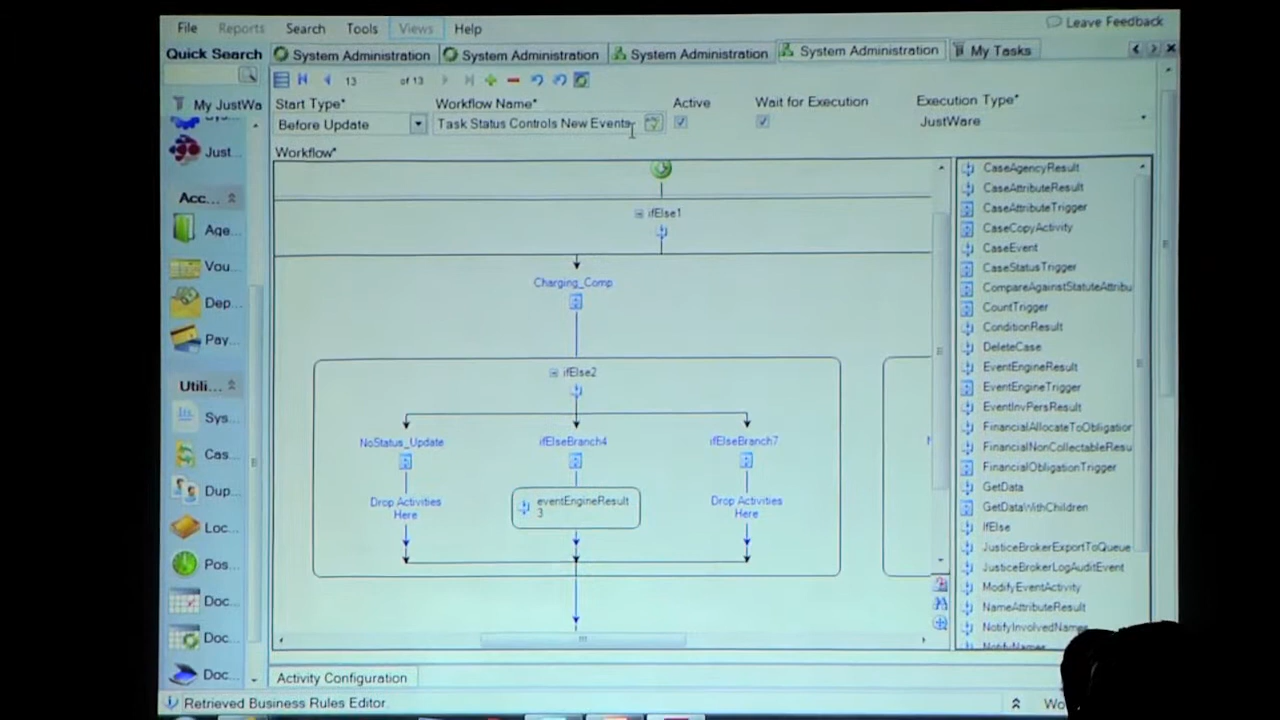 File Reports Search Tools Views Help Leave Feedback
Quick Search System Administration System Administration System Administration System Administration My Tasks
13 of 13
My JustWa
Start Type* Workflow Name* Active Wait for Execution Execution Type*
Before Update Task Status Controls New Events JustWare
Workflow*
Just...
Acc...
Age...
Vou...
Dep...
Pay...
Utili...
Sys...
Cas...
Dup...
Loc...
Pos...
Doc...
Doc...
Doc...
ifElse1
Charging_Comp
ifElse2
NoStatus_Update ifElseBranch4 ifElseBranch7
Drop Activities
Here
eventEngineResult
3
Drop Activities
Here
CaseAgencyResult
CaseAttributeResult
CaseAttributeTrigger
CaseCopyActivity
CaseEvent
CaseStatusTrigger
CompareAgainstStatuteAttribu
CountTrigger
ConditionResult
DeleteCase
EventEngineResult
EventEngineTrigger
EventInvPersResult
FinancialAllocateToObligation
FinancialNonCollectableResu
FinancialObligationTrigger
GetData
GetDataWithChildren
IfElse
JusticeBrokerExportToQueue
JusticeBrokerLogAuditEvent
ModifyEventActivity
NameAttributeResult
NotifyInvolvedNames
NotifyNames
Activity Configuration
Retrieved Business Rules Editor. Wo